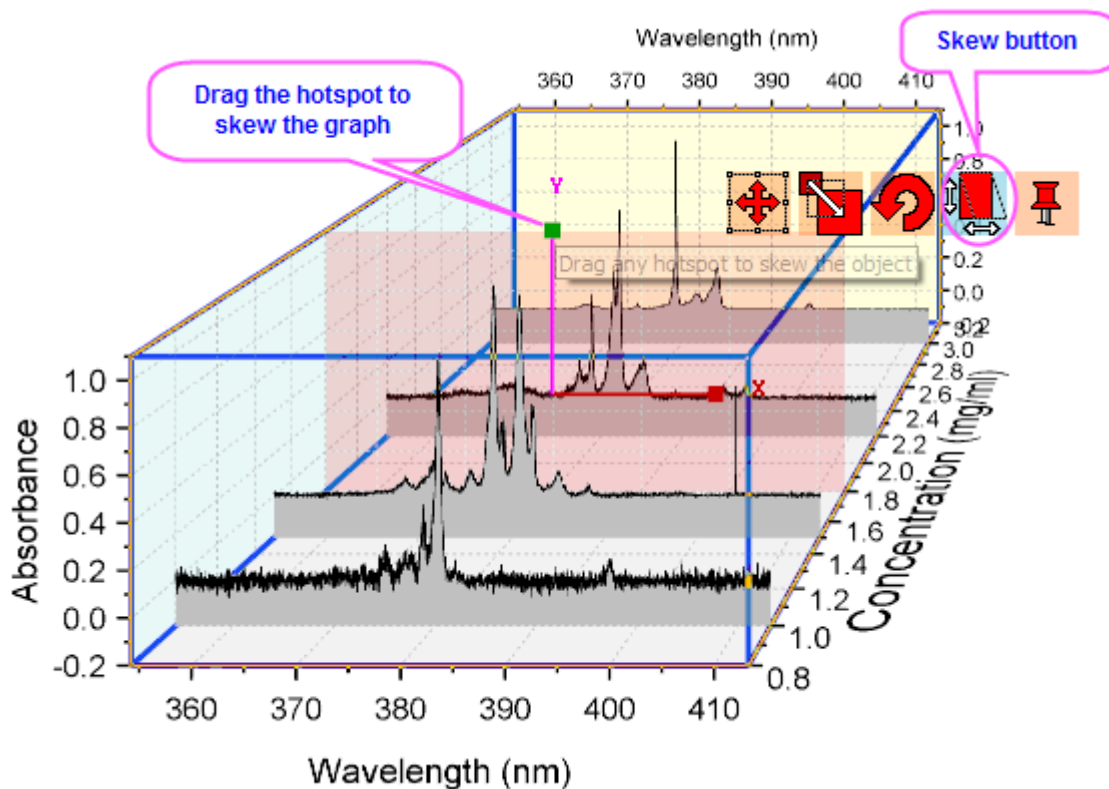 Wavelength (nm)
Skew button
360 370 380 390 400 410
Drag the hotspot to
skew the graph
Y
1.0
0.8
Drag any hotspot to skew the object
0.2
0.0
-0.2
X
Absorbance
1.0
0.8
0.6
0.4
0.2
0.0
-0.2
3.2
3.0
2.8
2.6
2.4
2.2
2.0
1.8
1.6
1.4
1.2
1.0
0.8
Concentration (mg/ml)
360 370 380 390 400 410
Wavelength (nm)